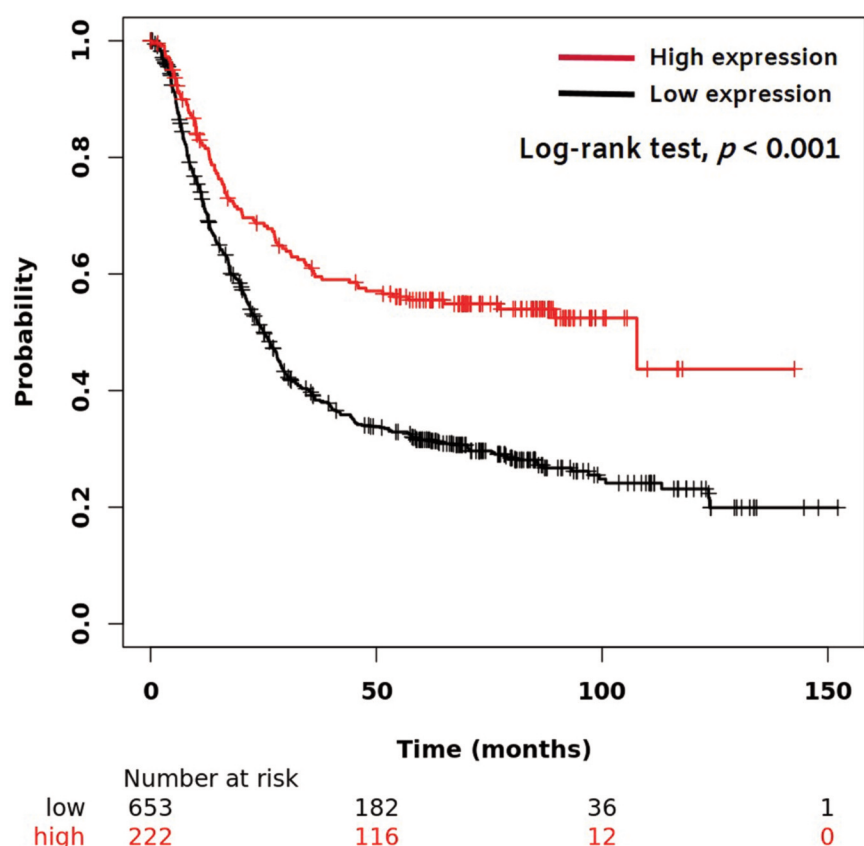 1.0
0.8
0.6
0.4
0.2
0.0
Probability
High expression
Low expression
Log-rank test, p < 0.001
0 50 100 150
Time (months)
Number at risk
low 653 182 36 1
high 222 116 12 0